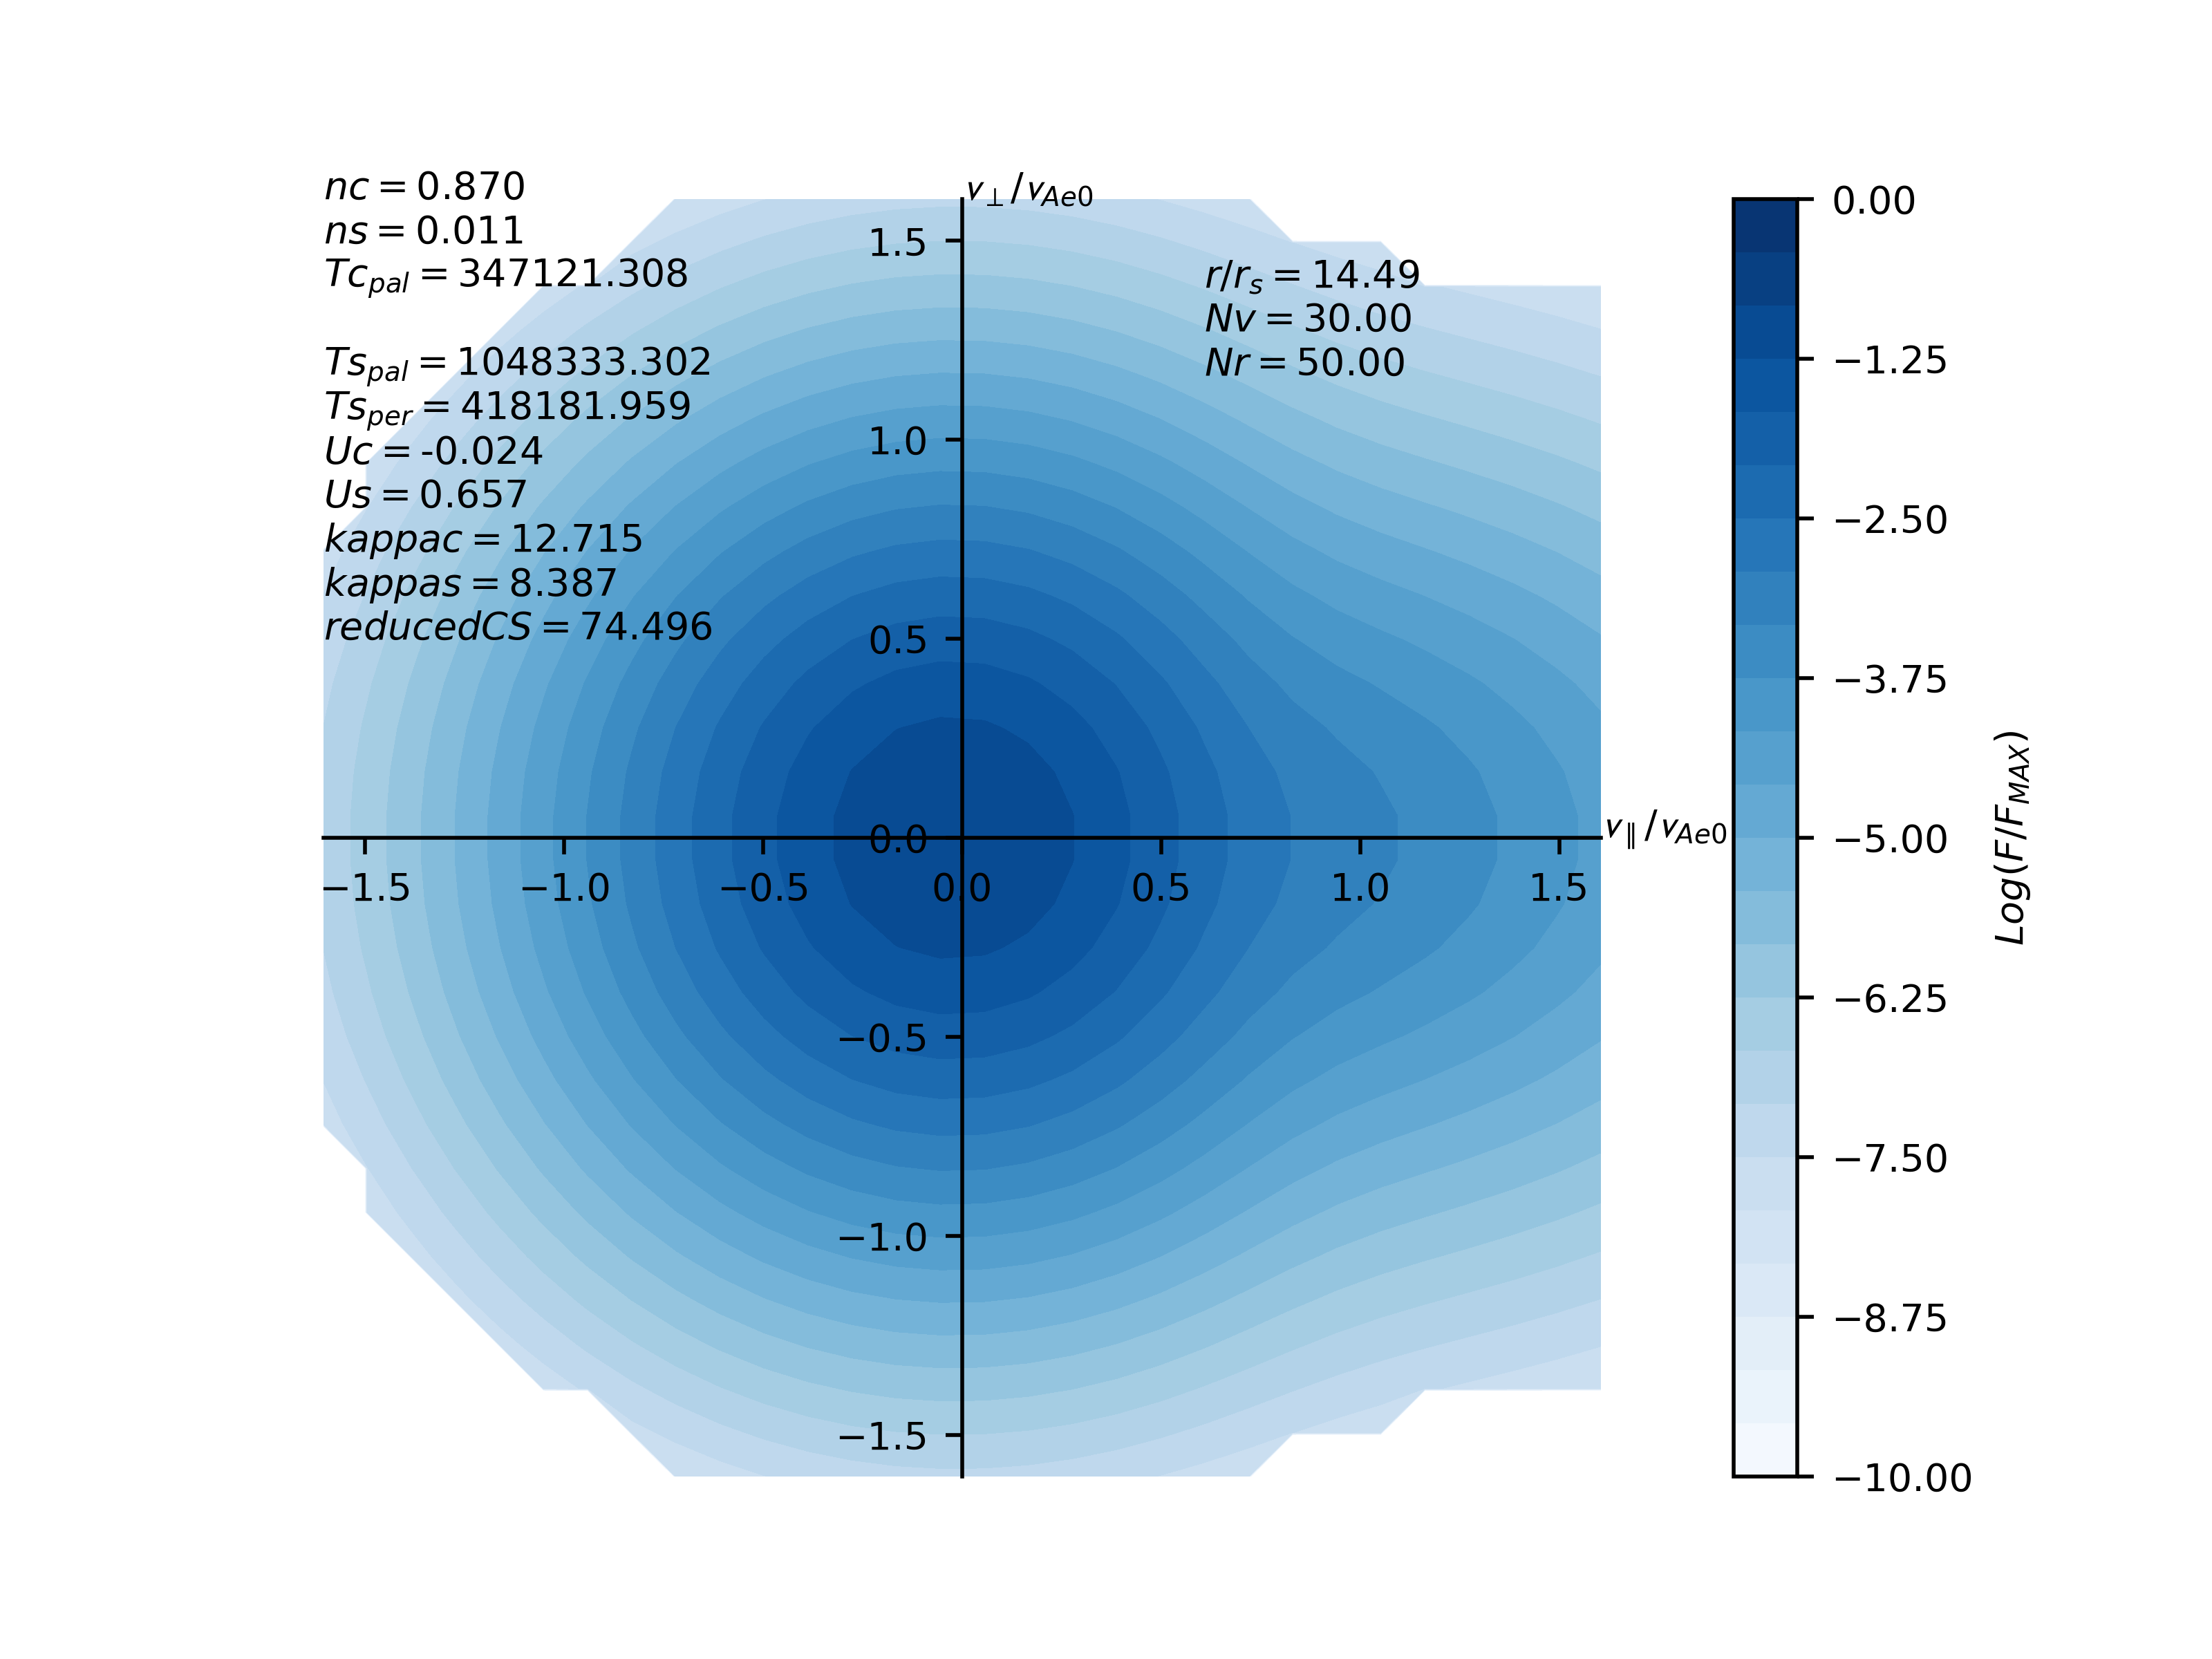 nc = 0.870
ns = 0.011
Tc_pal = 347121.308
Ts_pal = 1048333.302
Ts_per = 418181.959
Uc = -0.024
Us = 0.657
kappac = 12.715
kappas = 8.387
reducedCS = 74.496
v_⊥/v_Ae0
r/r_s = 14.49
Nv = 30.00
Nr = 50.00
1.5
1.0
0.5
0.0
−0.5
−1.0
−1.5
−1.5 −1.0 −0.5 0.0 0.5 1.0 1.5
v_∥/v_Ae0
0.00
−1.25
−2.50
−3.75
−5.00
−6.25
−7.50
−8.75
−10.00
Log(F/F_MAX)